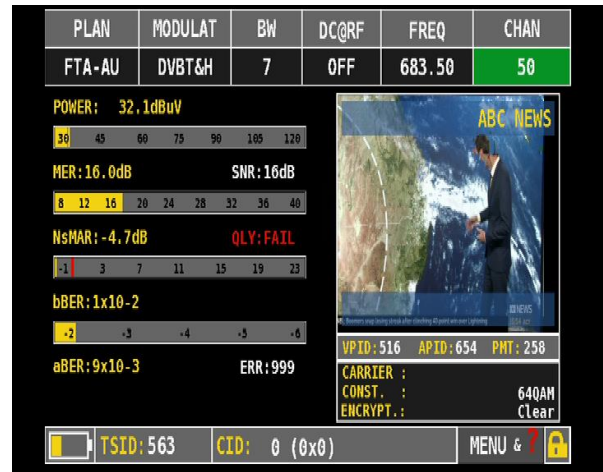 PLAN MODULAT BW DC@RF FREQ CHAN
FTA-AU DVBT&H 7 OFF 683.50 50
POWER: 32.1dBuV
30 45 60 75 90 105 120
MER:16.0dB SNR:16dB
8 12 16 20 24 28 32 36 40
NsMAR:-4.7dB QLY:FAIL
-1 3 7 11 15 19 23
bBER:1x10-2
-2 -3 -4 -5 -6
aBER:9x10-3 ERR:999
ABC NEWS
NEWS
VPID:516 APID:654 PMT:258
CARRIER :
CONST. : 64QAM
ENCRYPT.: Clear
TSID:563 CID: 0 (0x0) MENU & ?